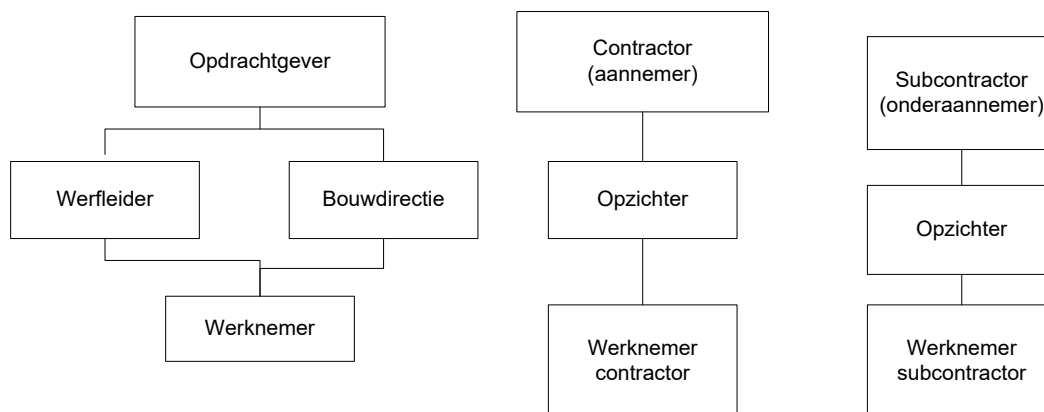 Opdrachtgever
Werfleider
Bouwdirectie
Werknemer
Contractor
(aannemer)
Opzichter
Werknemer
contractor
Subcontractor
(onderaannemer)
Opzichter
Werknemer
subcontractor